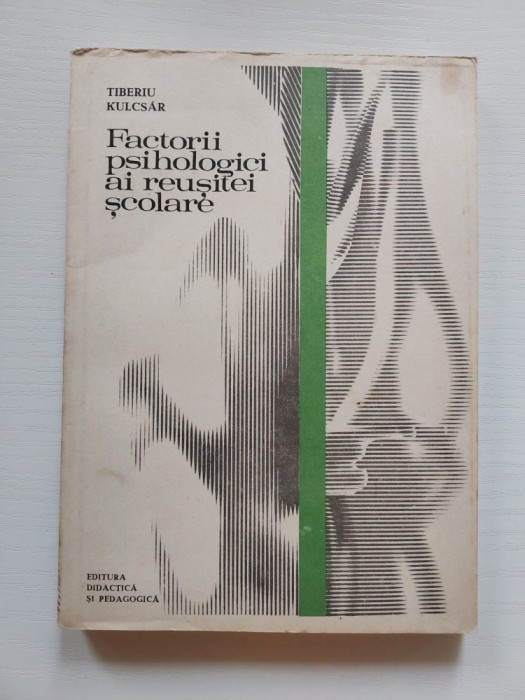 TIBERIU
KULCSÁR
Factorii
psihologici
ai reușitei
școlare
EDITURA
DIDACTICĂ
ȘI PEDAGOGICĂ